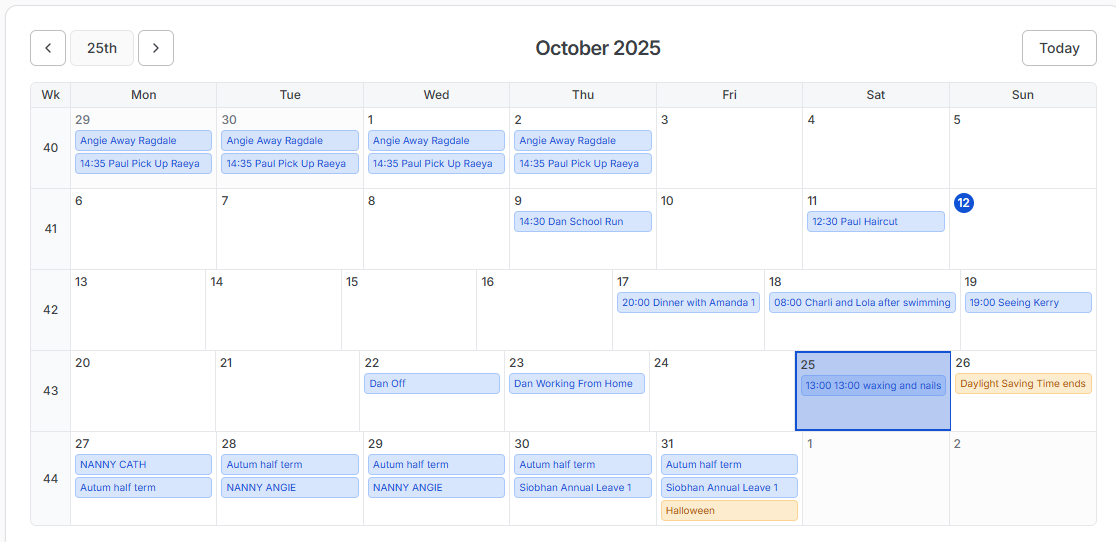 25th
October 2025
Today
Wk Mon Tue Wed Thu Fri Sat Sun
40
29
Angie Away Ragdale
14:35 Paul Pick Up Raeya
30
Angie Away Ragdale
14:35 Paul Pick Up Raeya
1
Angie Away Ragdale
14:35 Paul Pick Up Raeya
2
Angie Away Ragdale
14:35 Paul Pick Up Raeya
3
4
5
41
6
7
8
9
14:30 Dan School Run
10
11
12:30 Paul Haircut
12
42
13
14
15
16
17
20:00 Dinner with Amanda 1
18
08:00 Charli and Lola after swimming
19
19:00 Seeing Kerry
43
20
21
22
Dan Off
23
Dan Working From Home
24
25
13:00 13:00 waxing and nails
26
Daylight Saving Time ends
44
27
NANNY CATH
Autum half term
28
Autum half term
NANNY ANGIE
29
Autum half term
NANNY ANGIE
30
Autum half term
Siobhan Annual Leave 1
31
Autum half term
Siobhan Annual Leave 1
Halloween
1
2